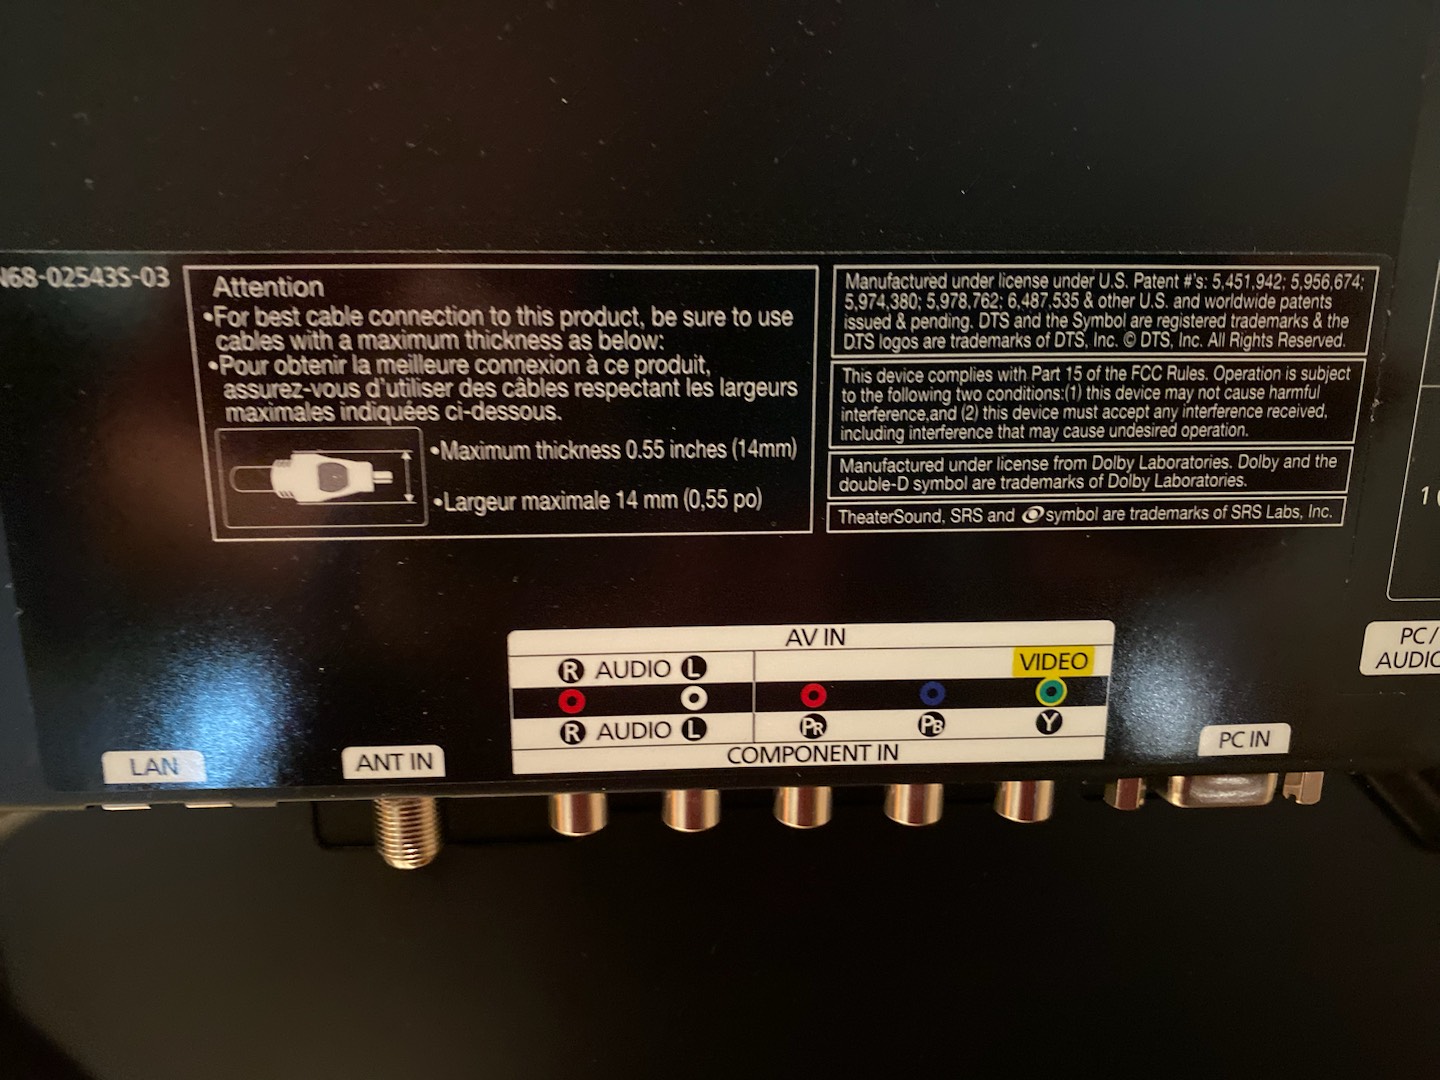 N68-02543S-03
Attention
•For best cable connection to this product, be sure to use
cables with a maximum thickness as below:
•Pour obtenir la meilleure connexion à ce produit,
assurez-vous d'utiliser des câbles respectant les largeurs
maximales indiquées ci-dessous.
•Maximum thickness 0.55 inches (14mm)
•Largeur maximale 14 mm (0,55 po)
Manufactured under license under U.S. Patent #'s: 5,451,942; 5,956,674;
5,974,380; 5,978,762; 6,487,535 & other U.S. and worldwide patents
issued & pending. DTS and the Symbol are registered trademarks & the
DTS logos are trademarks of DTS, Inc. © DTS, Inc. All Rights Reserved.
This device complies with Part 15 of the FCC Rules. Operation is subject
to the following two conditions:(1) this device may not cause harmful
interference,and (2) this device must accept any interference received,
including interference that may cause undesired operation.
Manufactured under license from Dolby Laboratories. Dolby and the
double-D symbol are trademarks of Dolby Laboratories.
TheaterSound, SRS and symbol are trademarks of SRS Labs, Inc.
AV IN
R AUDIO L
VIDEO
R AUDIO L
PR
PB
Y
COMPONENT IN
LAN
ANT IN
PC IN
PC/
AUDIO